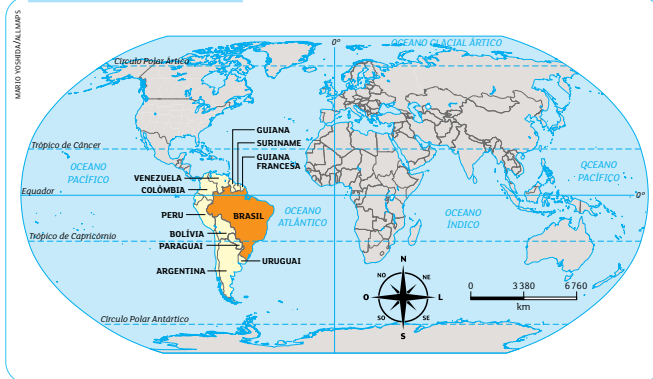 MARIO YOSHIDA/ALLMAPS
0°
OCEANO GLACIAL ÁRTICO
Círculo Polar Ártico
Trópico de Câncer
OCEANO
PACÍFICO
GUIANA
SURINAME
GUIANA
FRANCESA
VENEZUELA
COLÔMBIA
OCEANO
PACÍFICO
Equador
0°
PERU
BRASIL
OCEANO
ATLÂNTICO
OCEANO
ÍNDICO
BOLÍVIA
Trópico de Capricórnio
PARAGUAI
URUGUAI
ARGENTINA
N
NO
NE
O
L
SO
SE
S
0
3 380
6 760
km
Círculo Polar Antártico